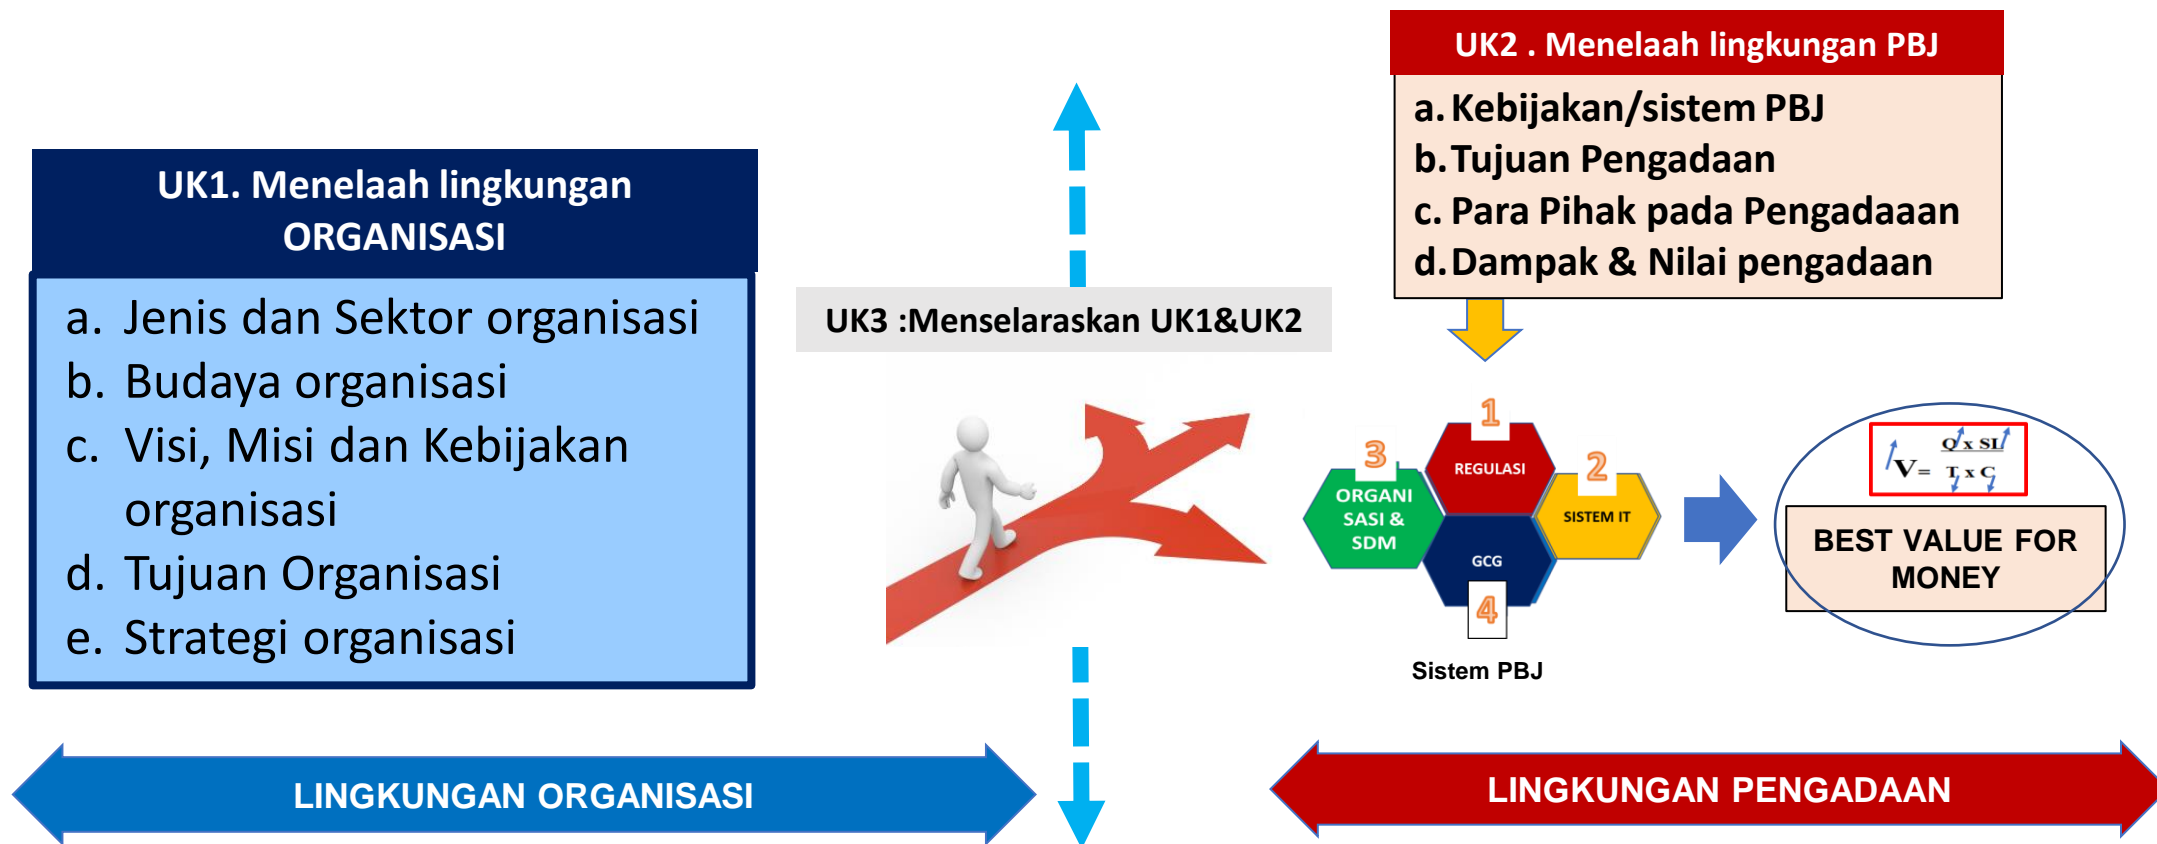 UK1. Menelaah lingkungan
ORGANISASI
a. Jenis dan Sektor organisasi
b. Budaya organisasi
c. Visi, Misi dan Kebijakan
organisasi
d. Tujuan Organisasi
e. Strategi organisasi
UK3 :Menselaraskan UK1&UK2
UK2 . Menelaah lingkungan PBJ
a. Kebijakan/sistem PBJ
b. Tujuan Pengadaan
c. Para Pihak pada Pengadaaan
d. Dampak & Nilai pengadaan
1
REGULASI
2
SISTEM IT
3
ORGANI
SASI &
SDM
GCG
4
Sistem PBJ
Q x SL
V= T x C
BEST VALUE FOR
MONEY
LINGKUNGAN ORGANISASI
LINGKUNGAN PENGADAAN